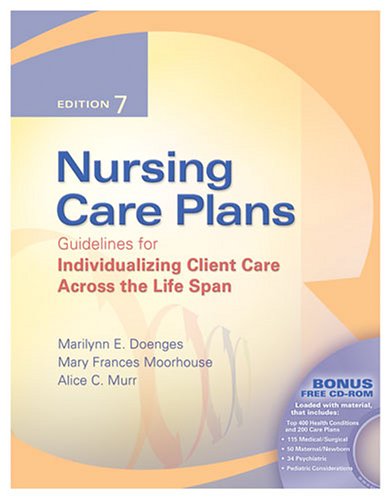 EDITION 7
Nursing
Care Plans
Guidelines for
Individualizing Client Care
Across the Life Span
Marilynn E. Doenges
Mary Frances Moorhouse
Alice C. Murr
BONUS
FREE CD-ROM
Loaded with material,
that includes:
Top 400 Health Conditions
and 200 Care Plans
• 115 Medical/Surgical
• 50 Maternal/Newborn
• 34 Psychiatric
• Pediatric Considerations